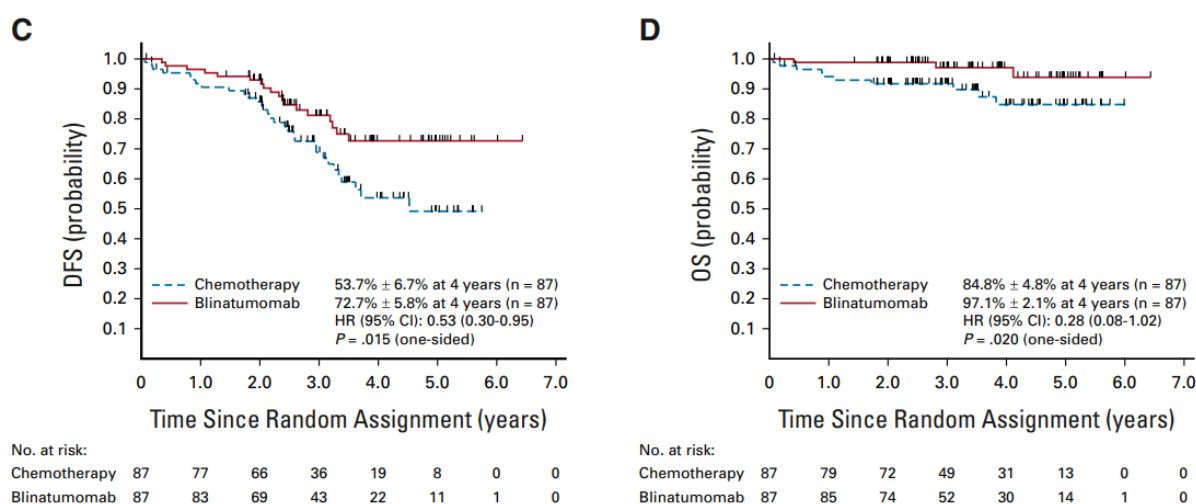 C
DFS (probability)
1.0
0.9
0.8
0.7
0.6
0.5
0.4
0.3
0.2
0.1
Chemotherapy 53.7% ± 6.7% at 4 years (n = 87)
Blinatumomab 72.7% ± 5.8% at 4 years (n = 87)
HR (95% CI): 0.53 (0.30-0.95)
P = .015 (one-sided)
0 1.0 2.0 3.0 4.0 5.0 6.0 7.0
Time Since Random Assignment (years)
No. at risk:
Chemotherapy 87 77 66 36 19 8 0 0
Blinatumomab 87 83 69 43 22 11 1 0
D
OS (probability)
1.0
0.9
0.8
0.7
0.6
0.5
0.4
0.3
0.2
0.1
Chemotherapy 84.8% ± 4.8% at 4 years (n = 87)
Blinatumomab 97.1% ± 2.1% at 4 years (n = 87)
HR (95% CI): 0.28 (0.08-1.02)
P = .020 (one-sided)
0 1.0 2.0 3.0 4.0 5.0 6.0 7.0
Time Since Random Assignment (years)
No. at risk:
Chemotherapy 87 79 72 49 31 13 0 0
Blinatumomab 87 85 74 52 30 14 1 0